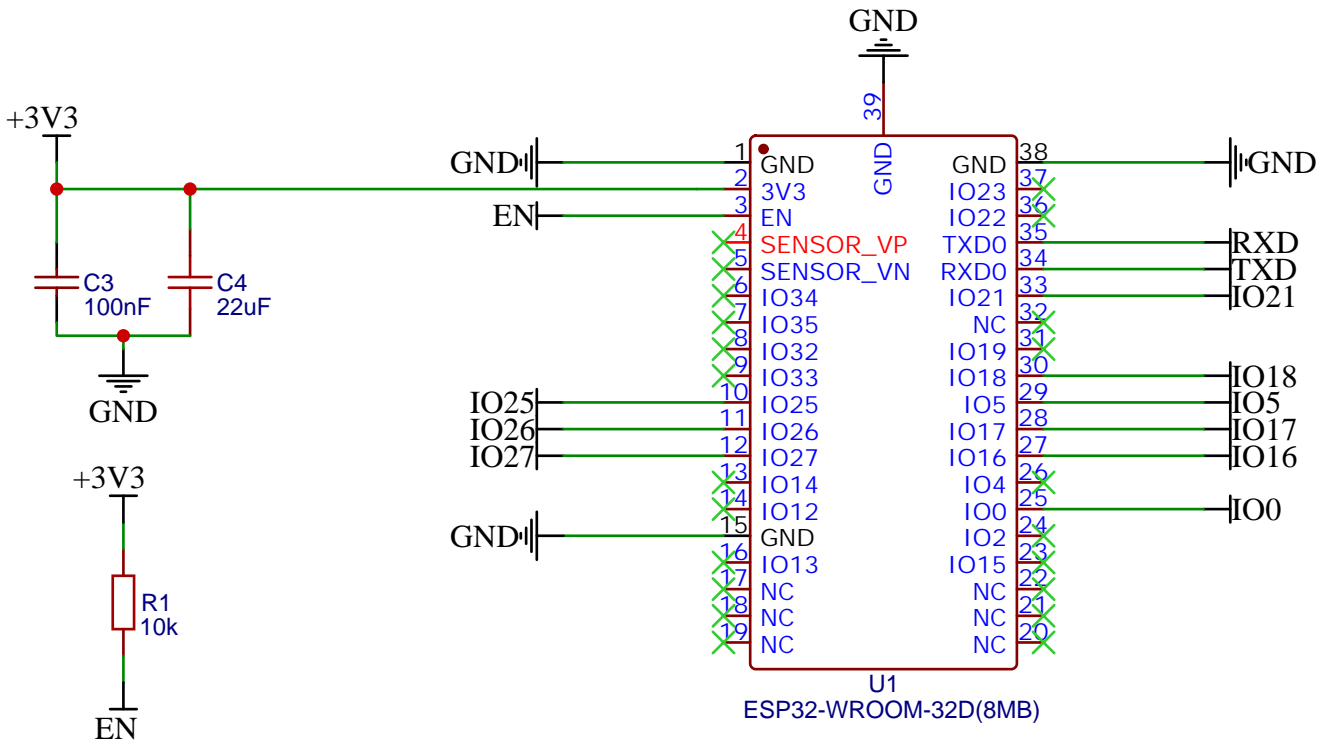 GND
39
GND
+3V3
C3
100nF
C4
22uF
GND
+3V3
R1
10k
EN
GND 1 GND
2 3V3
EN 3 EN
4 SENSOR_VP
5 SENSOR_VN
6 IO34
7 IO35
8 IO32
9 IO33
IO25 10 IO25
IO26 11 IO26
IO27 12 IO27
13 IO14
14 IO12
GND 15 GND
16 IO13
17 NC
18 NC
19 NC
GND 38 GND
IO23 37
IO22 36
TXD0 35 RXD
RXD0 34 TXD
IO21 33 IO21
NC 32
IO19 31
IO18 30 IO18
IO5 29 IO5
IO17 28 IO17
IO16 27 IO16
IO4 26
IO0 25 IO0
IO2 24
IO15 23
NC 22
NC 21
NC 20
U1
ESP32-WROOM-32D(8MB)